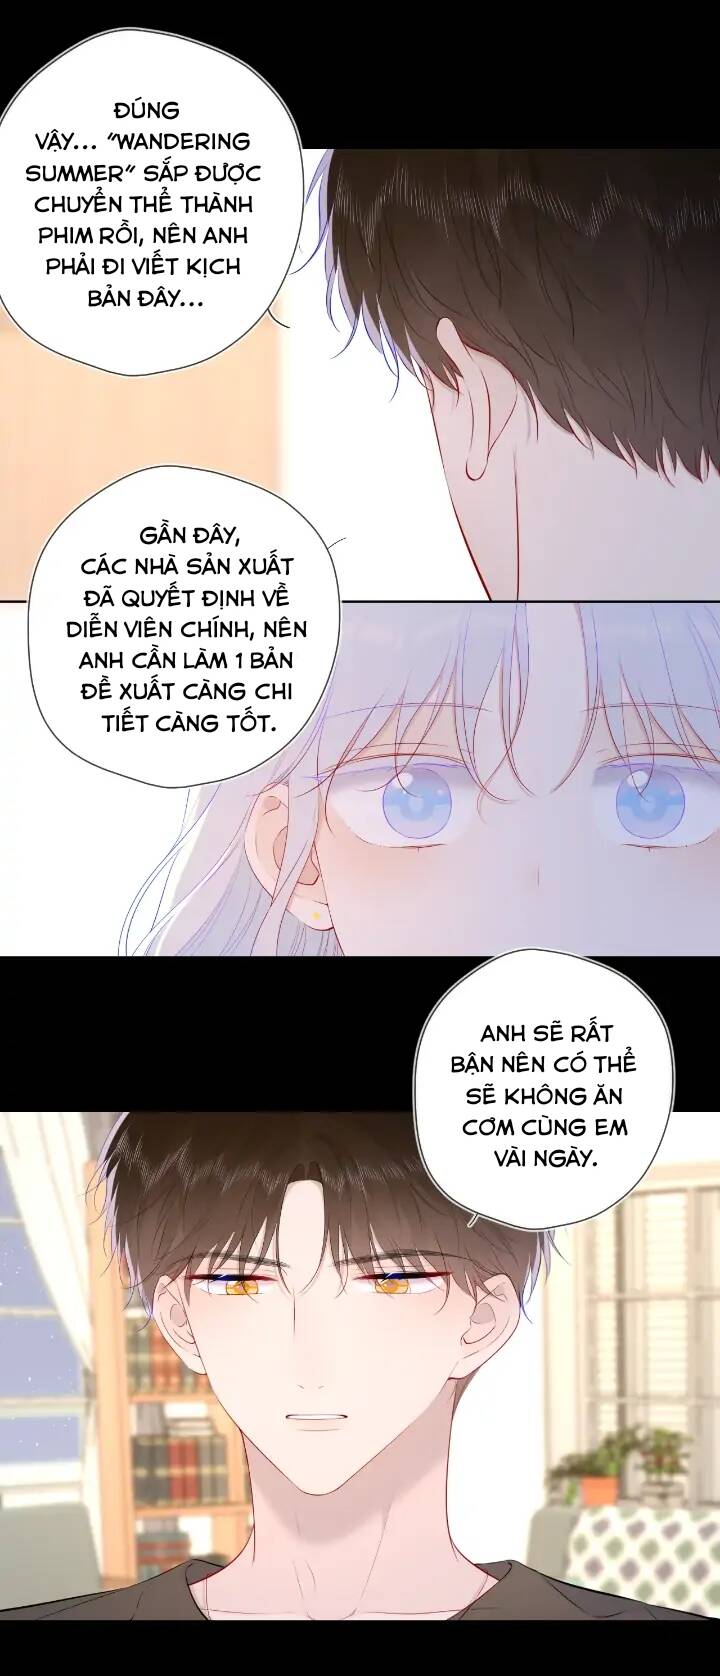 ĐÚNG
VẬY... "WANDERING
SUMMER" SẮP ĐƯỢC
CHUYỂN THỂ THÀNH
PHIM RỒI, NÊN ANH
PHẢI ĐI VIẾT KỊCH
BẢN ĐÂY...
GẦN ĐÂY,
CÁC NHÀ SẢN XUẤT
ĐÃ QUYẾT ĐỊNH VỀ
DIỄN VIÊN CHÍNH, NÊN
ANH CẦN LÀM 1 BẢN
ĐỀ XUẤT CÀNG CHI
TIẾT CÀNG TỐT.
ANH SẼ RẤT
BẬN NÊN CÓ THỂ
SẼ KHÔNG ĂN
CƠM CÙNG EM
VÀI NGÀY.